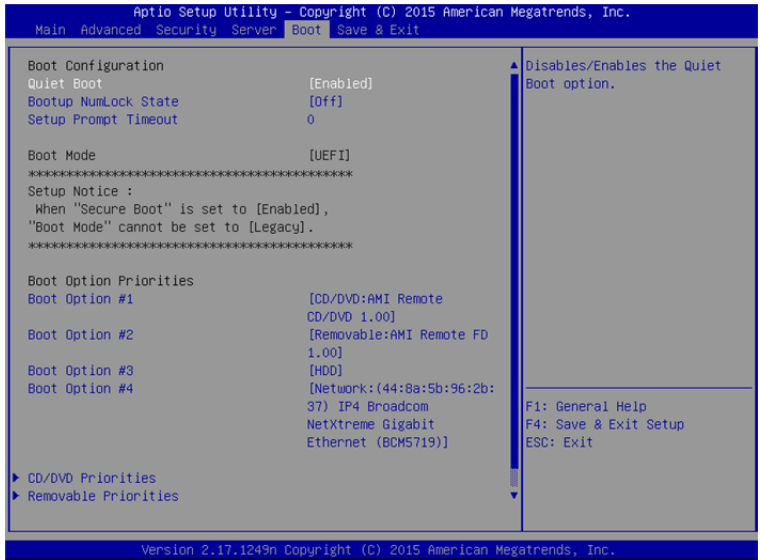 Aptio Setup Utility – Copyright (C) 2015 American Megatrends, Inc.
Main Advanced Security Server Boot Save & Exit
Boot Configuration
Quiet Boot [Enabled]
Bootup NumLock State [Off]
Setup Prompt Timeout 0
Boot Mode [UEFI]
**********************************************
Setup Notice :
When "Secure Boot" is set to [Enabled],
"Boot Mode" cannot be set to [Legacy].
**********************************************
Boot Option Priorities
Boot Option #1 [CD/DVD:AMI Remote
CD/DVD 1.00]
Boot Option #2 [Removable:AMI Remote FD
1.00]
Boot Option #3 [HDD]
Boot Option #4 [Network:(44:8a:5b:96:2b:
37) IP4 Broadcom
NetXtreme Gigabit
Ethernet (BCM5719)]
CD/DVD Priorities
Removable Priorities
Disables/Enables the Quiet
Boot option.
F1: General Help
F4: Save & Exit Setup
ESC: Exit
Version 2.17.1249n Copyright (C) 2015 American Megatrends, Inc.